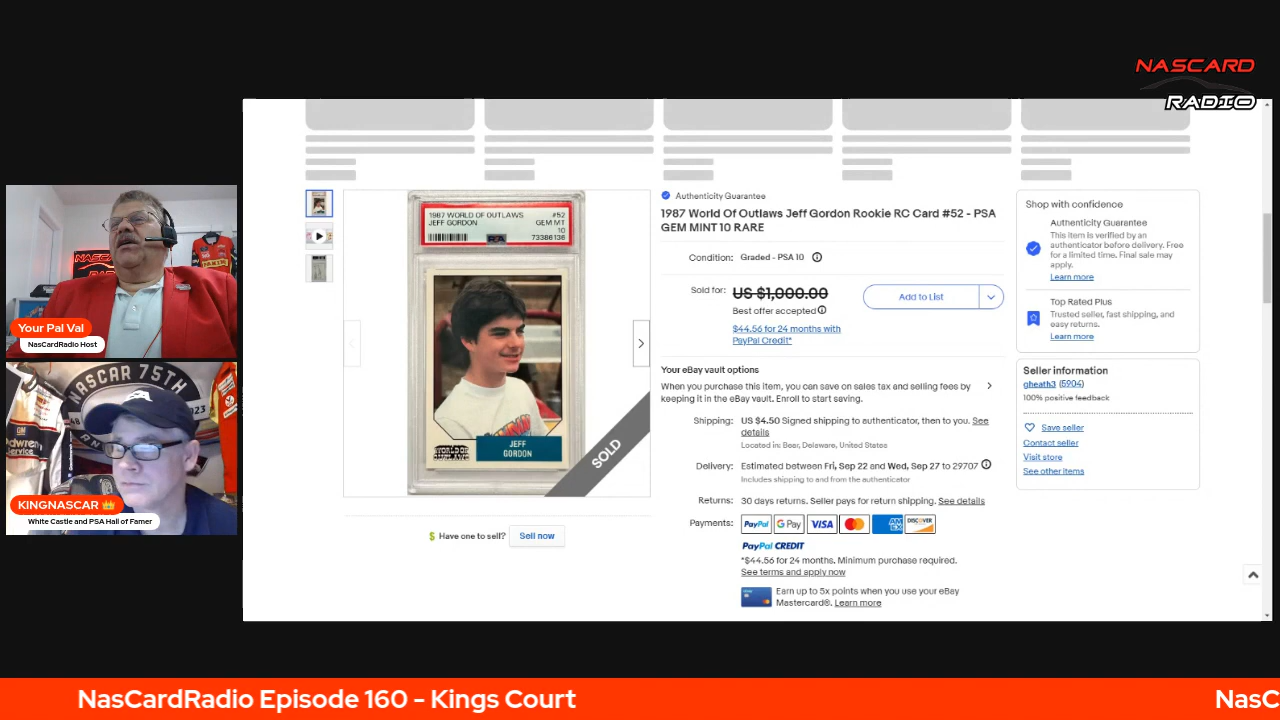 NASCARD
RADIO
Authenticity Guarantee
1987 World Of Outlaws Jeff Gordon Rookie RC Card #52 - PSA
GEM MINT 10 RARE
Condition: Graded - PSA 10
Sold for: US $1,000.00
Best offer accepted
$44.56 for 24 months with
PayPal Credit*
Add to List
Your eBay vault options
When you purchase this item, you can save on sales tax and selling fees by
keeping it in the eBay vault. Enroll to start saving.
Shipping: US $4.50 Signed shipping to authenticator, then to you. See
details
Located in: Bear, Delaware, United States
Delivery: Estimated between Fri, Sep 22 and Wed, Sep 27 to 29707
Includes shipping to and from the authenticator
Returns: 30 days returns. Seller pays for return shipping. See details
Payments: PayPal G Pay VISA DISCOVER
PayPal CREDIT
*$44.56 for 24 months. Minimum purchase required.
See terms and apply now
Earn up to 5x points when you use your eBay
Mastercard®. Learn more
Shop with confidence
Authenticity Guarantee
This item is verified by an
authenticator before delivery. Free
for a limited time. Final sale may
apply.
Learn more
Top Rated Plus
Trusted seller, fast shipping, and
easy returns.
Learn more
Seller information
gheath3 (5904)
100% positive feedback
Save seller
Contact seller
Visit store
See other items
1987 WORLD OF OUTLAWS #52
JEFF GORDON GEM MT
10
PSA 73386136
WORLD OF
OUTLAWS
JEFF
GORDON
SOLD
$ Have one to sell? Sell now
Your Pal Val
NasCardRadio Host
NASCAR 75TH
KINGNASCAR
White Castle and PSA Hall of Famer
NasCardRadio Episode 160 - Kings Court
NasC